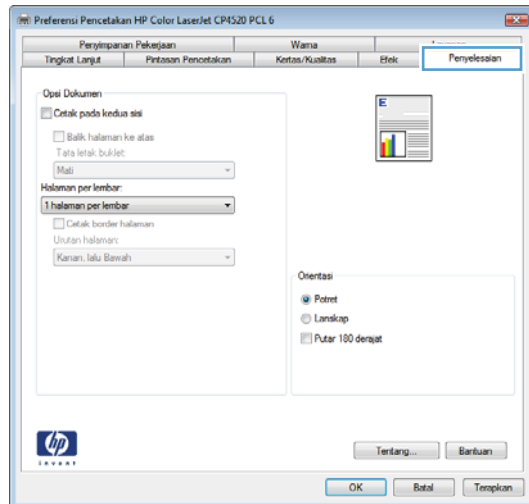 Preferensi Pencetakan HP Color LaserJet CP4520 PCL 6
Penyimpanan Pekerjaan Warna
Tingkat Lanjut Pintasan Pencetakan Kertas/Kualitas Efek Penyelesaian
Opsi Dokumen
Cetak pada kedua sisi
Balik halaman ke atas
Tata letak buklet:
Mati
Halaman per lembar:
1 halaman per lembar
Cetak border halaman
Urutan halaman:
Kanan, lalu Bawah
E
Orientasi
Potret
Lanskap
Putar 180 derajat
hp
invent
Tentang... Bantuan
OK Batal Terapkan